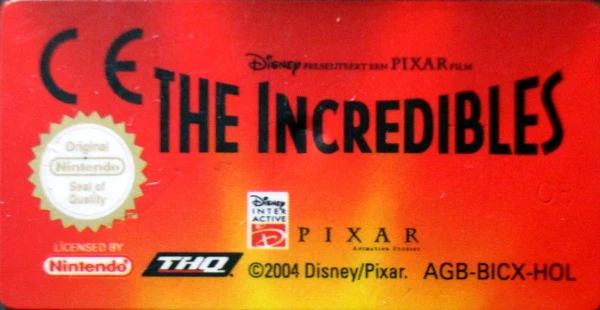 CE
Disney PRESENTEERT EEN PIXAR FILM
THE INCREDIBLES
Original
Nintendo
Seal of
Quality
TM
Disney
INTER
ACTIVE
PIXAR
Animation Studios
LICENSED BY
Nintendo
THQ
©2004 Disney/Pixar. AGB-BICX-HOL